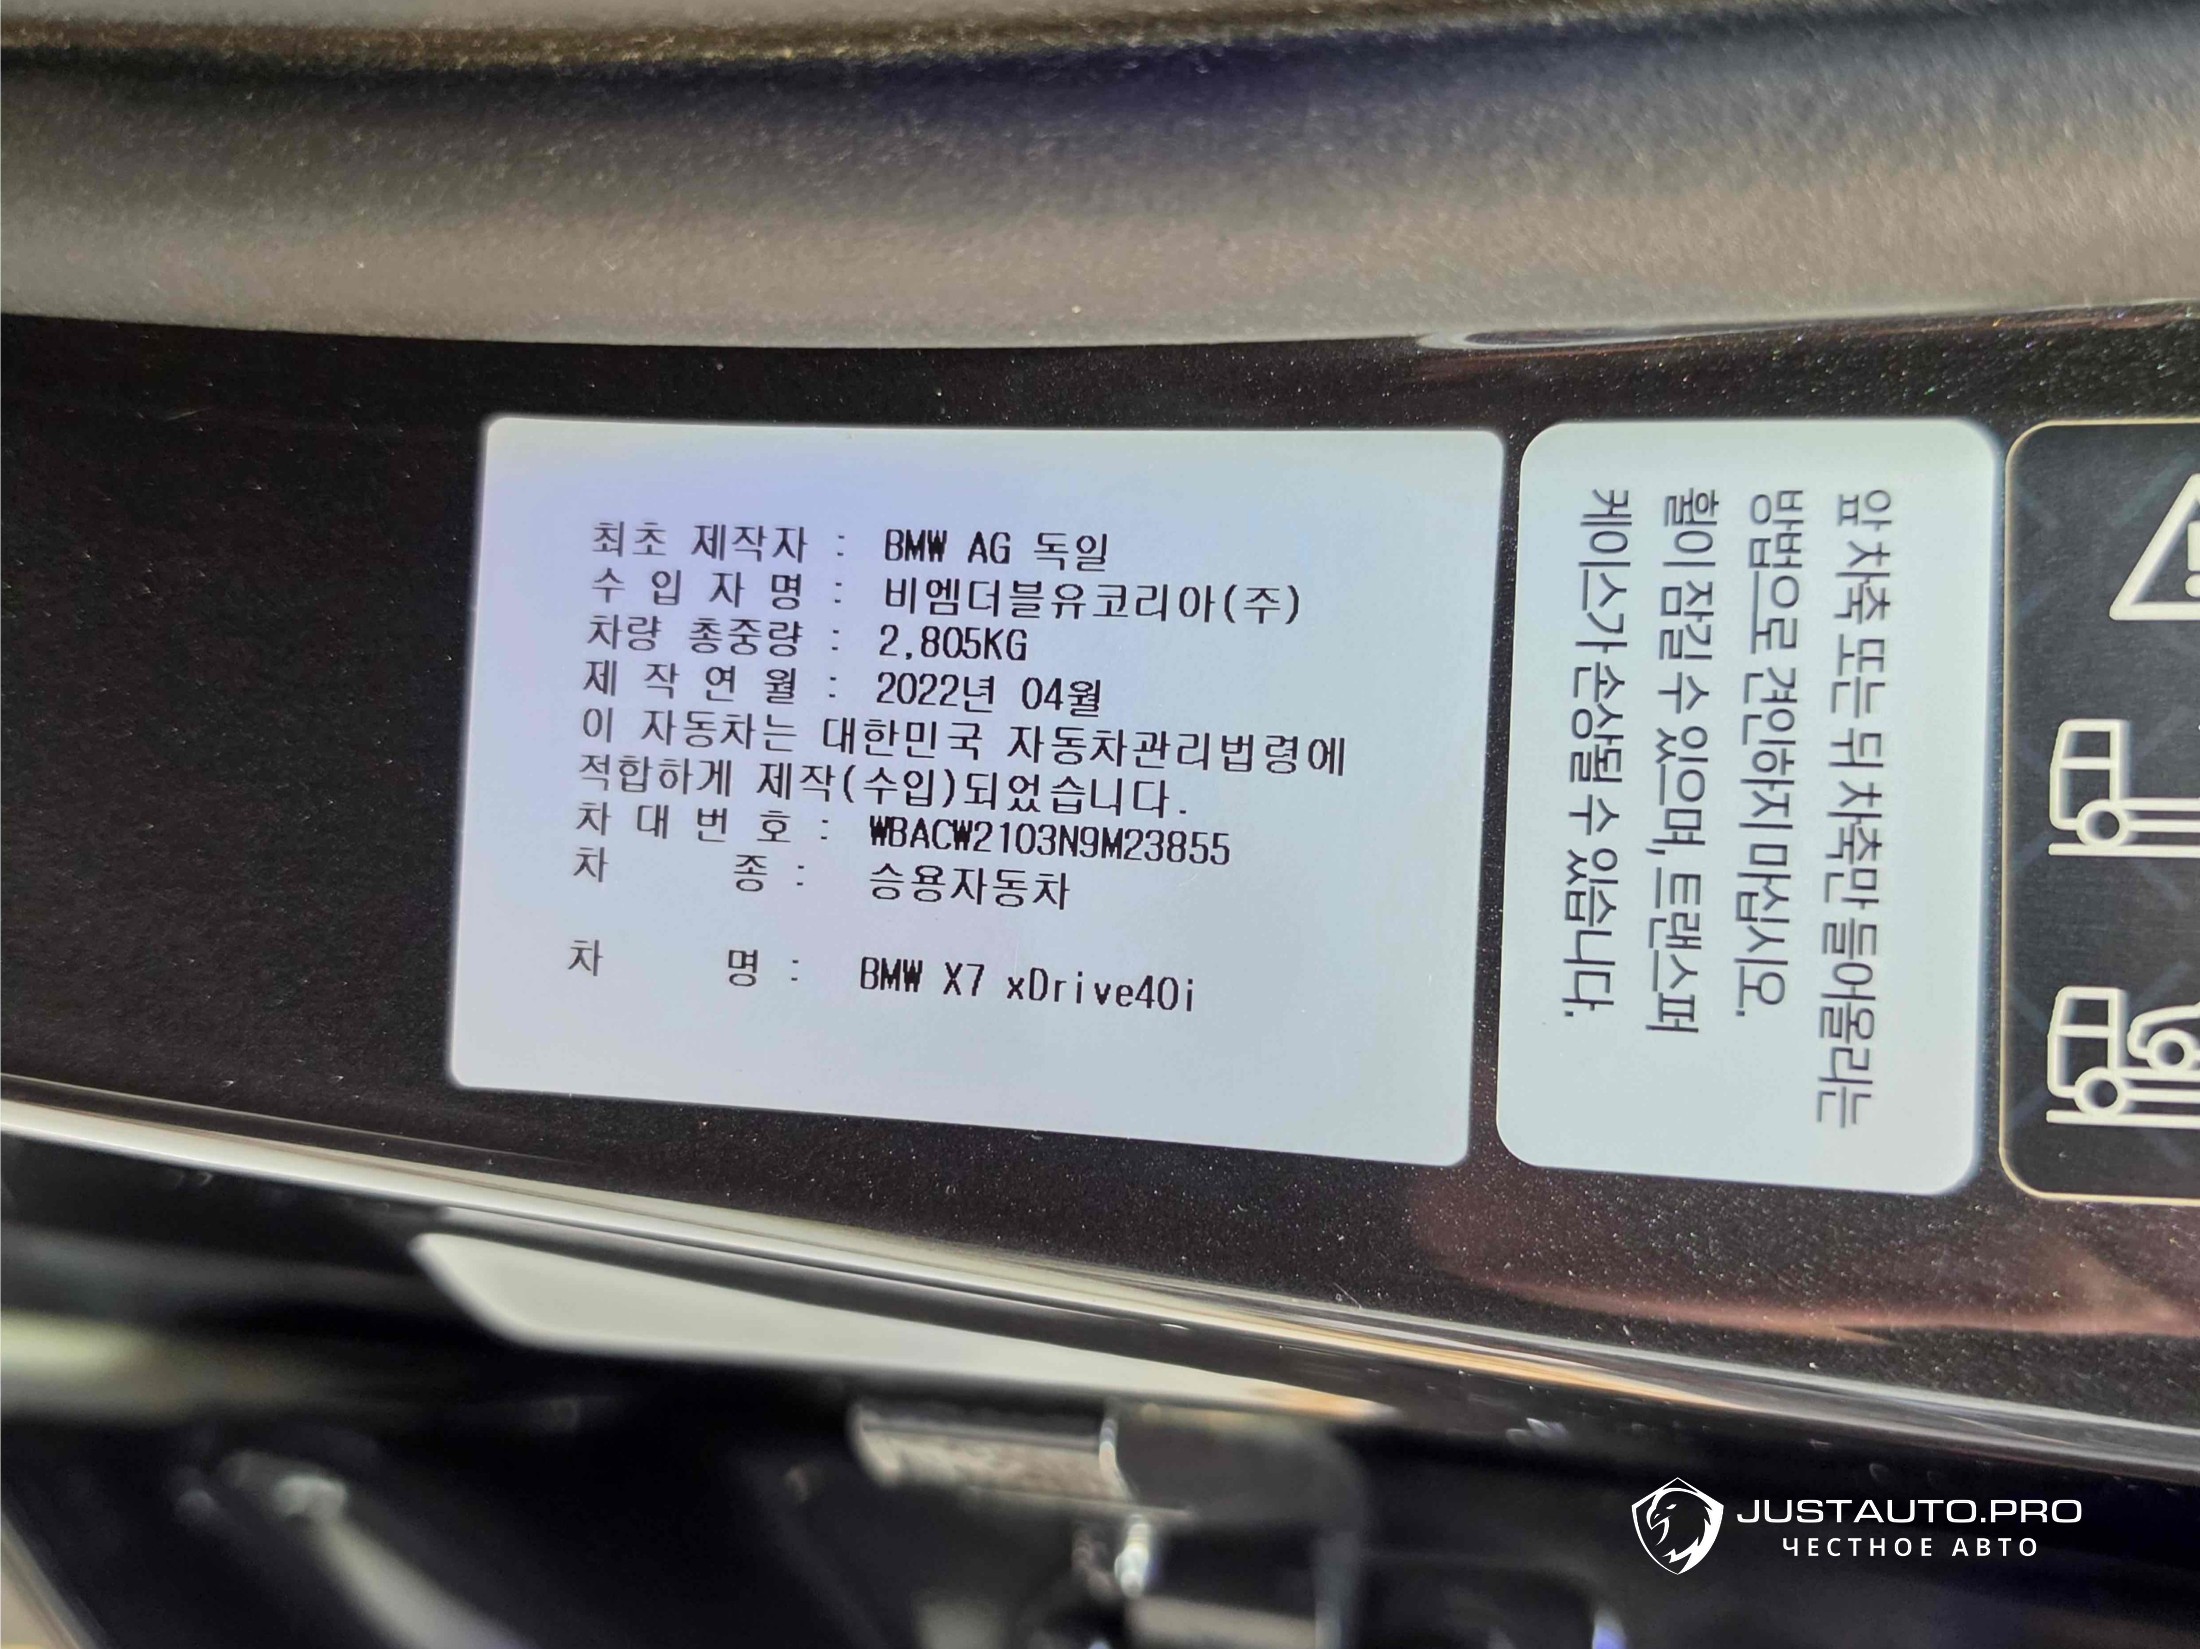 최초 제작자 : BMW AG 독일
수 입 자 명 : 비엠더블유코리아(주)
차량 총중량 : 2,805KG
제 작 연 월 : 2022년 04월
이 자동차는 대한민국 자동차관리법령에
적합하게 제작(수입)되었습니다.
차 대 번 호 : WBACW2103N9M23855
차 종 : 승용자동차
차 명 : BMW X7 xDrive40i
앞 차축 또는 뒤 차축만 들어올리는
방법으로 견인하지 마십시오.
휠이 잠길 수 있으며, 트랜스퍼
케이스가 손상될 수 있습니다.
JUSTAUTO.PRO
ЧЕСТНОЕ АВТО